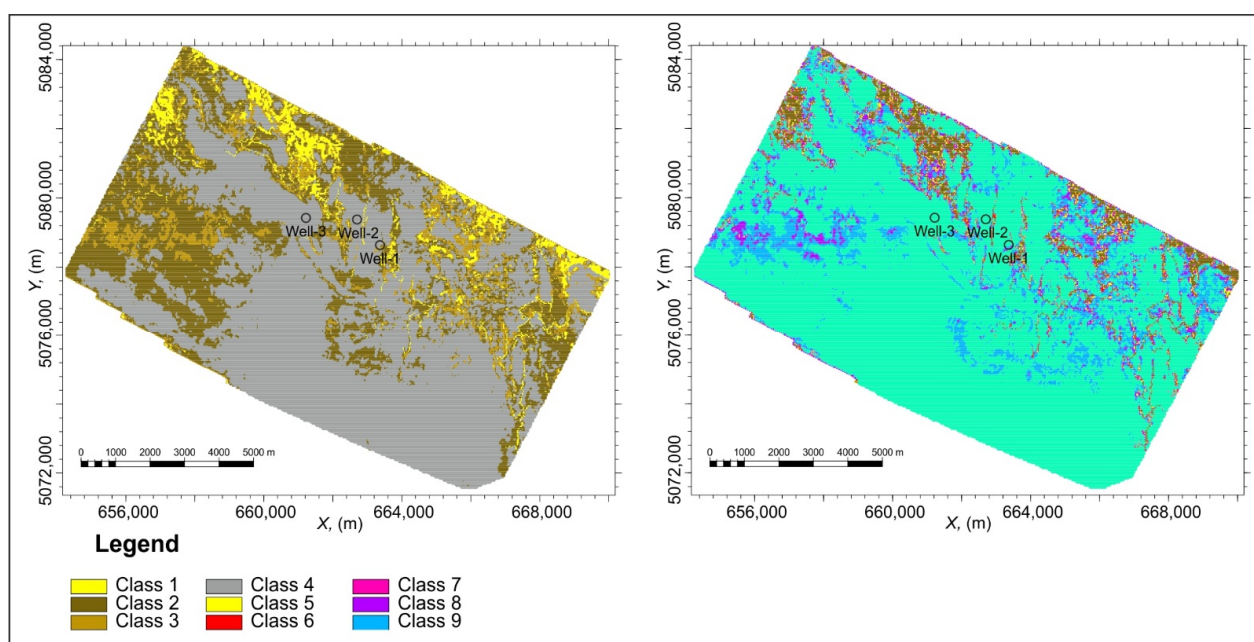 5084,000
5080,000
5076,000
5072,000
Y, (m)
Well-3
Well-2
Well-1
0 1000 2000 3000 4000 5000 m
656,000 660,000 664,000 668,000
X, (m)
5084,000
5080,000
5076,000
5072,000
Y, (m)
Well-3
Well-2
Well-1
0 1000 2000 3000 4000 5000 m
656,000 660,000 664,000 668,000
X, (m)
Legend
Class 1
Class 2
Class 3
Class 4
Class 5
Class 6
Class 7
Class 8
Class 9